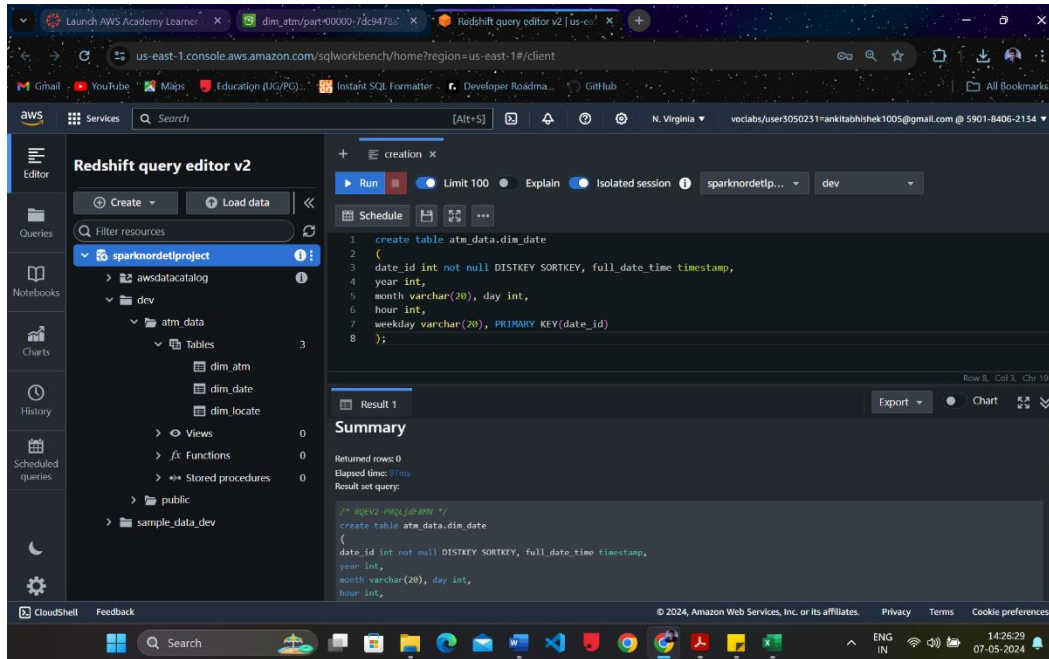 Launch AWS Academy Learner
dim_atm/part-00000-7dc9478
Redshift query editor v2 | us-ea
us-east-1.console.aws.amazon.com/sqlworkbench/home?region=us-east-1#/client
Gmail
YouTube
Maps
Education (UG/PG)...
Instant SQL Formatter
Developer Roadma...
GitHub
All Bookmarks
aws
Services
Search
[Alt+S]
N. Virginia ▼
voclabs/user3050231=ankitabhishek1005@gmail.com @ 5901-8406-2134 ▼
Editor
Queries
Notebooks
Charts
History
Scheduled
queries
Redshift query editor v2
Create
Load data
Filter resources
sparknordetlproject
awsdatacatalog
dev
atm_data
Tables 3
dim_atm
dim_date
dim_locate
Views 0
fx Functions 0
Stored procedures 0
public
sample_data_dev
+ creation ×
Run
Limit 100
Explain
Isolated session
sparknordetlp...
dev
Schedule
1 create table atm_data.dim_date
2 (
3 date_id int not null DISTKEY SORTKEY, full_date_time timestamp,
4 year int,
5 month varchar(20), day int,
6 hour int,
7 weekday varchar(20), PRIMARY KEY(date_id)
8 );
Row 8, Col 3, Chr 19
Result 1
Export
Chart
Summary
Returned rows: 0
Elapsed time: 97ms
Result set query:
/* RQEV2-PRQLjdF8MN */
create table atm_data.dim_date
(
date_id int not null DISTKEY SORTKEY, full_date_time timestamp,
year int,
month varchar(20), day int,
hour int,
CloudShell
Feedback
© 2024, Amazon Web Services, Inc. or its affiliates.
Privacy
Terms
Cookie preferences
Search
ENG
IN
14:26:29
07-05-2024